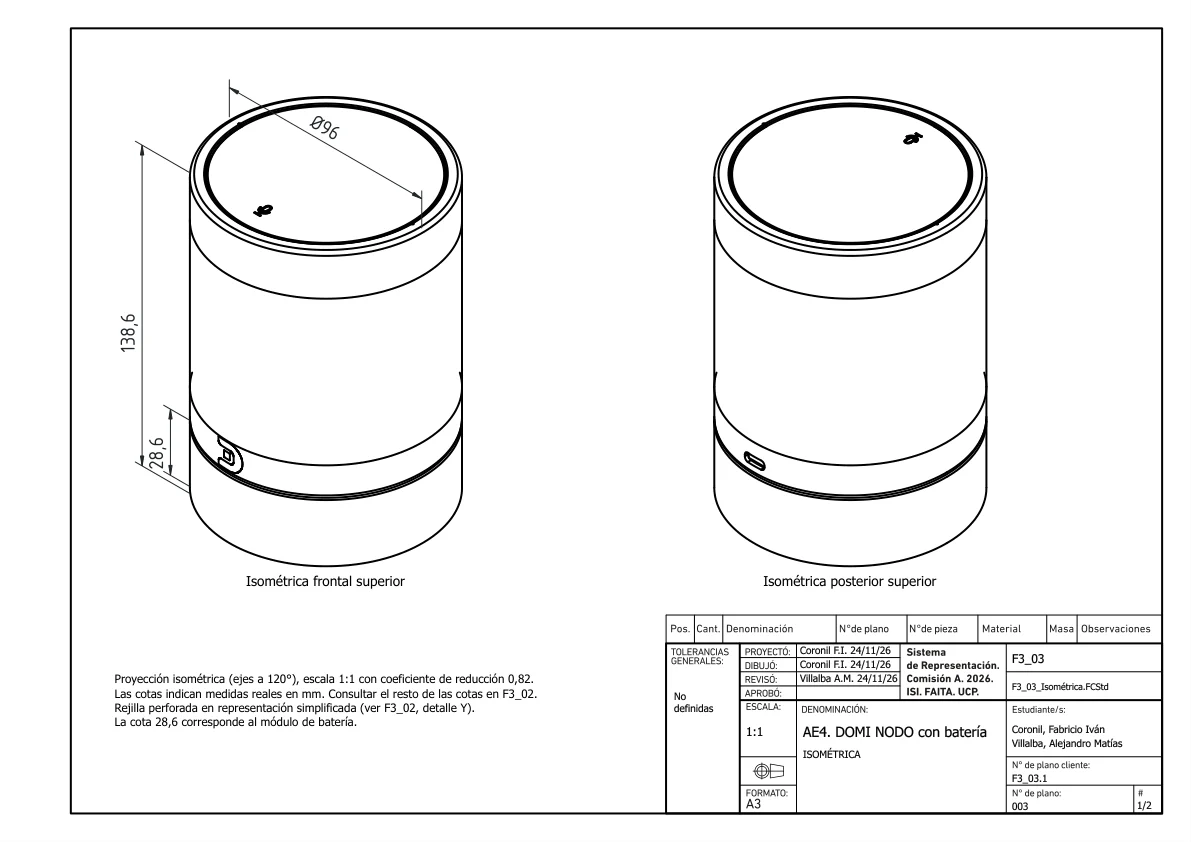 Ø96
138,6
28,6
Isométrica frontal superior
Isométrica posterior superior
Proyección isométrica (ejes a 120°), escala 1:1 con coeficiente de reducción 0,82.
Las cotas indican medidas reales en mm. Consultar el resto de las cotas en F3_02.
Rejilla perforada en representación simplificada (ver F3_02, detalle Y).
La cota 28,6 corresponde al módulo de batería.
Pos. Cant. Denominación N°de plano N°de pieza Material Masa Observaciones
TOLERANCIAS
GENERALES:
No
definidas
PROYECTÓ: Coronil F.I. 24/11/26
DIBUJÓ: Coronil F.I. 24/11/26
REVISÓ: Villalba A.M. 24/11/26
APROBÓ:
Sistema
de Representación.
Comisión A. 2026.
ISI. FAITA. UCP.
F3_03
F3_03_Isométrica.FCStd
ESCALA:
1:1
DENOMINACIÓN:
AE4. DOMI NODO con batería
ISOMÉTRICA
Estudiante/s:
Coronil, Fabricio Iván
Villalba, Alejandro Matías
N° de plano cliente:
F3_03.1
FORMATO:
A3
N° de plano:
003
#
1/2